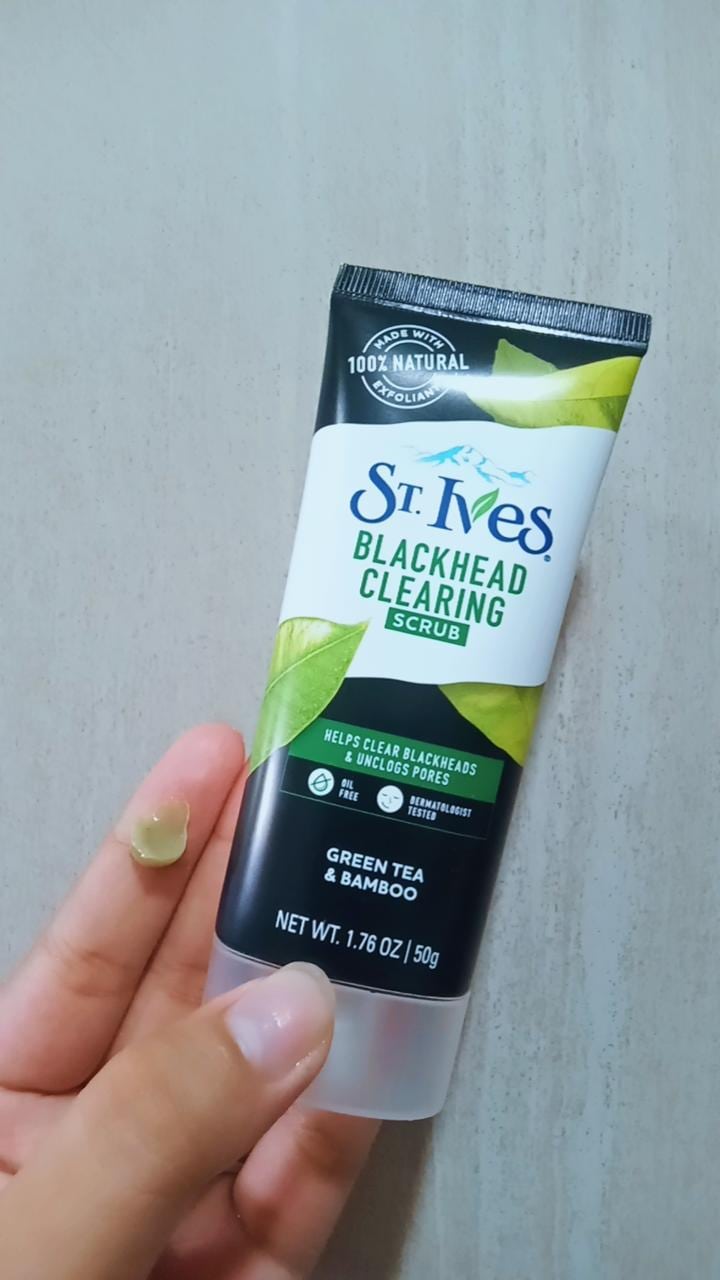 MADE WITH
100% NATURAL
EXFOLIANT
ST. IVES
BLACKHEAD
CLEARING
SCRUB
HELPS CLEAR BLACKHEADS
& UNCLOGS PORES
OIL
FREE
DERMATOLOGIST
TESTED
GREEN TEA
& BAMBOO
NET WT. 1.76 OZ | 50g